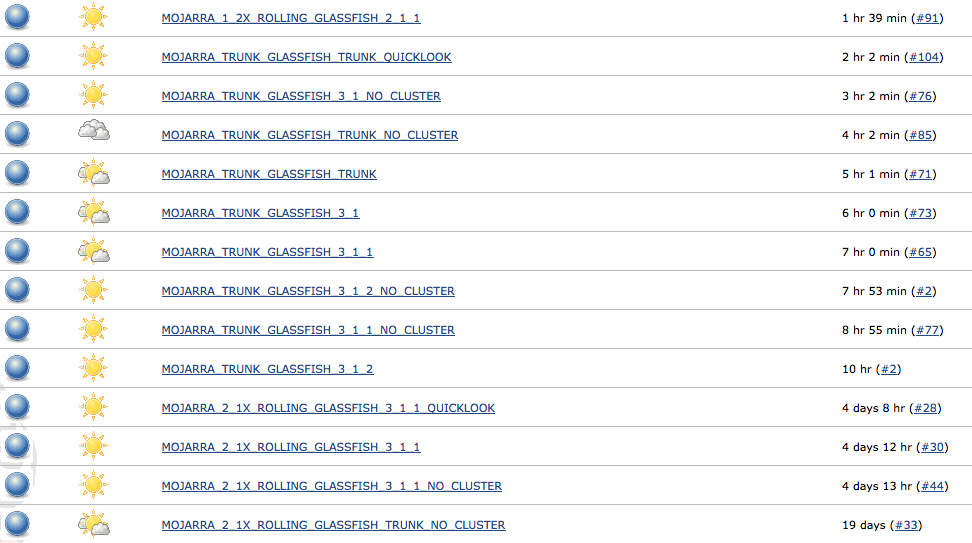 MOJARRA_1_2X_ROLLING_GLASSFISH_2_1_1 1 hr 39 min (#91)
MOJARRA_TRUNK_GLASSFISH_TRUNK_QUICKLOOK 2 hr 2 min (#104)
MOJARRA_TRUNK_GLASSFISH_3_1_NO_CLUSTER 3 hr 2 min (#76)
MOJARRA_TRUNK_GLASSFISH_TRUNK_NO_CLUSTER 4 hr 2 min (#85)
MOJARRA_TRUNK_GLASSFISH_TRUNK 5 hr 1 min (#71)
MOJARRA_TRUNK_GLASSFISH_3_1 6 hr 0 min (#73)
MOJARRA_TRUNK_GLASSFISH_3_1_1 7 hr 0 min (#65)
MOJARRA_TRUNK_GLASSFISH_3_1_2_NO_CLUSTER 7 hr 53 min (#2)
MOJARRA_TRUNK_GLASSFISH_3_1_1_NO_CLUSTER 8 hr 55 min (#77)
MOJARRA_TRUNK_GLASSFISH_3_1_2 10 hr (#2)
MOJARRA_2_1X_ROLLING_GLASSFISH_3_1_1_QUICKLOOK 4 days 8 hr (#28)
MOJARRA_2_1X_ROLLING_GLASSFISH_3_1_1 4 days 12 hr (#30)
MOJARRA_2_1X_ROLLING_GLASSFISH_3_1_1_NO_CLUSTER 4 days 13 hr (#44)
MOJARRA_2_1X_ROLLING_GLASSFISH_TRUNK_NO_CLUSTER 19 days (#33)